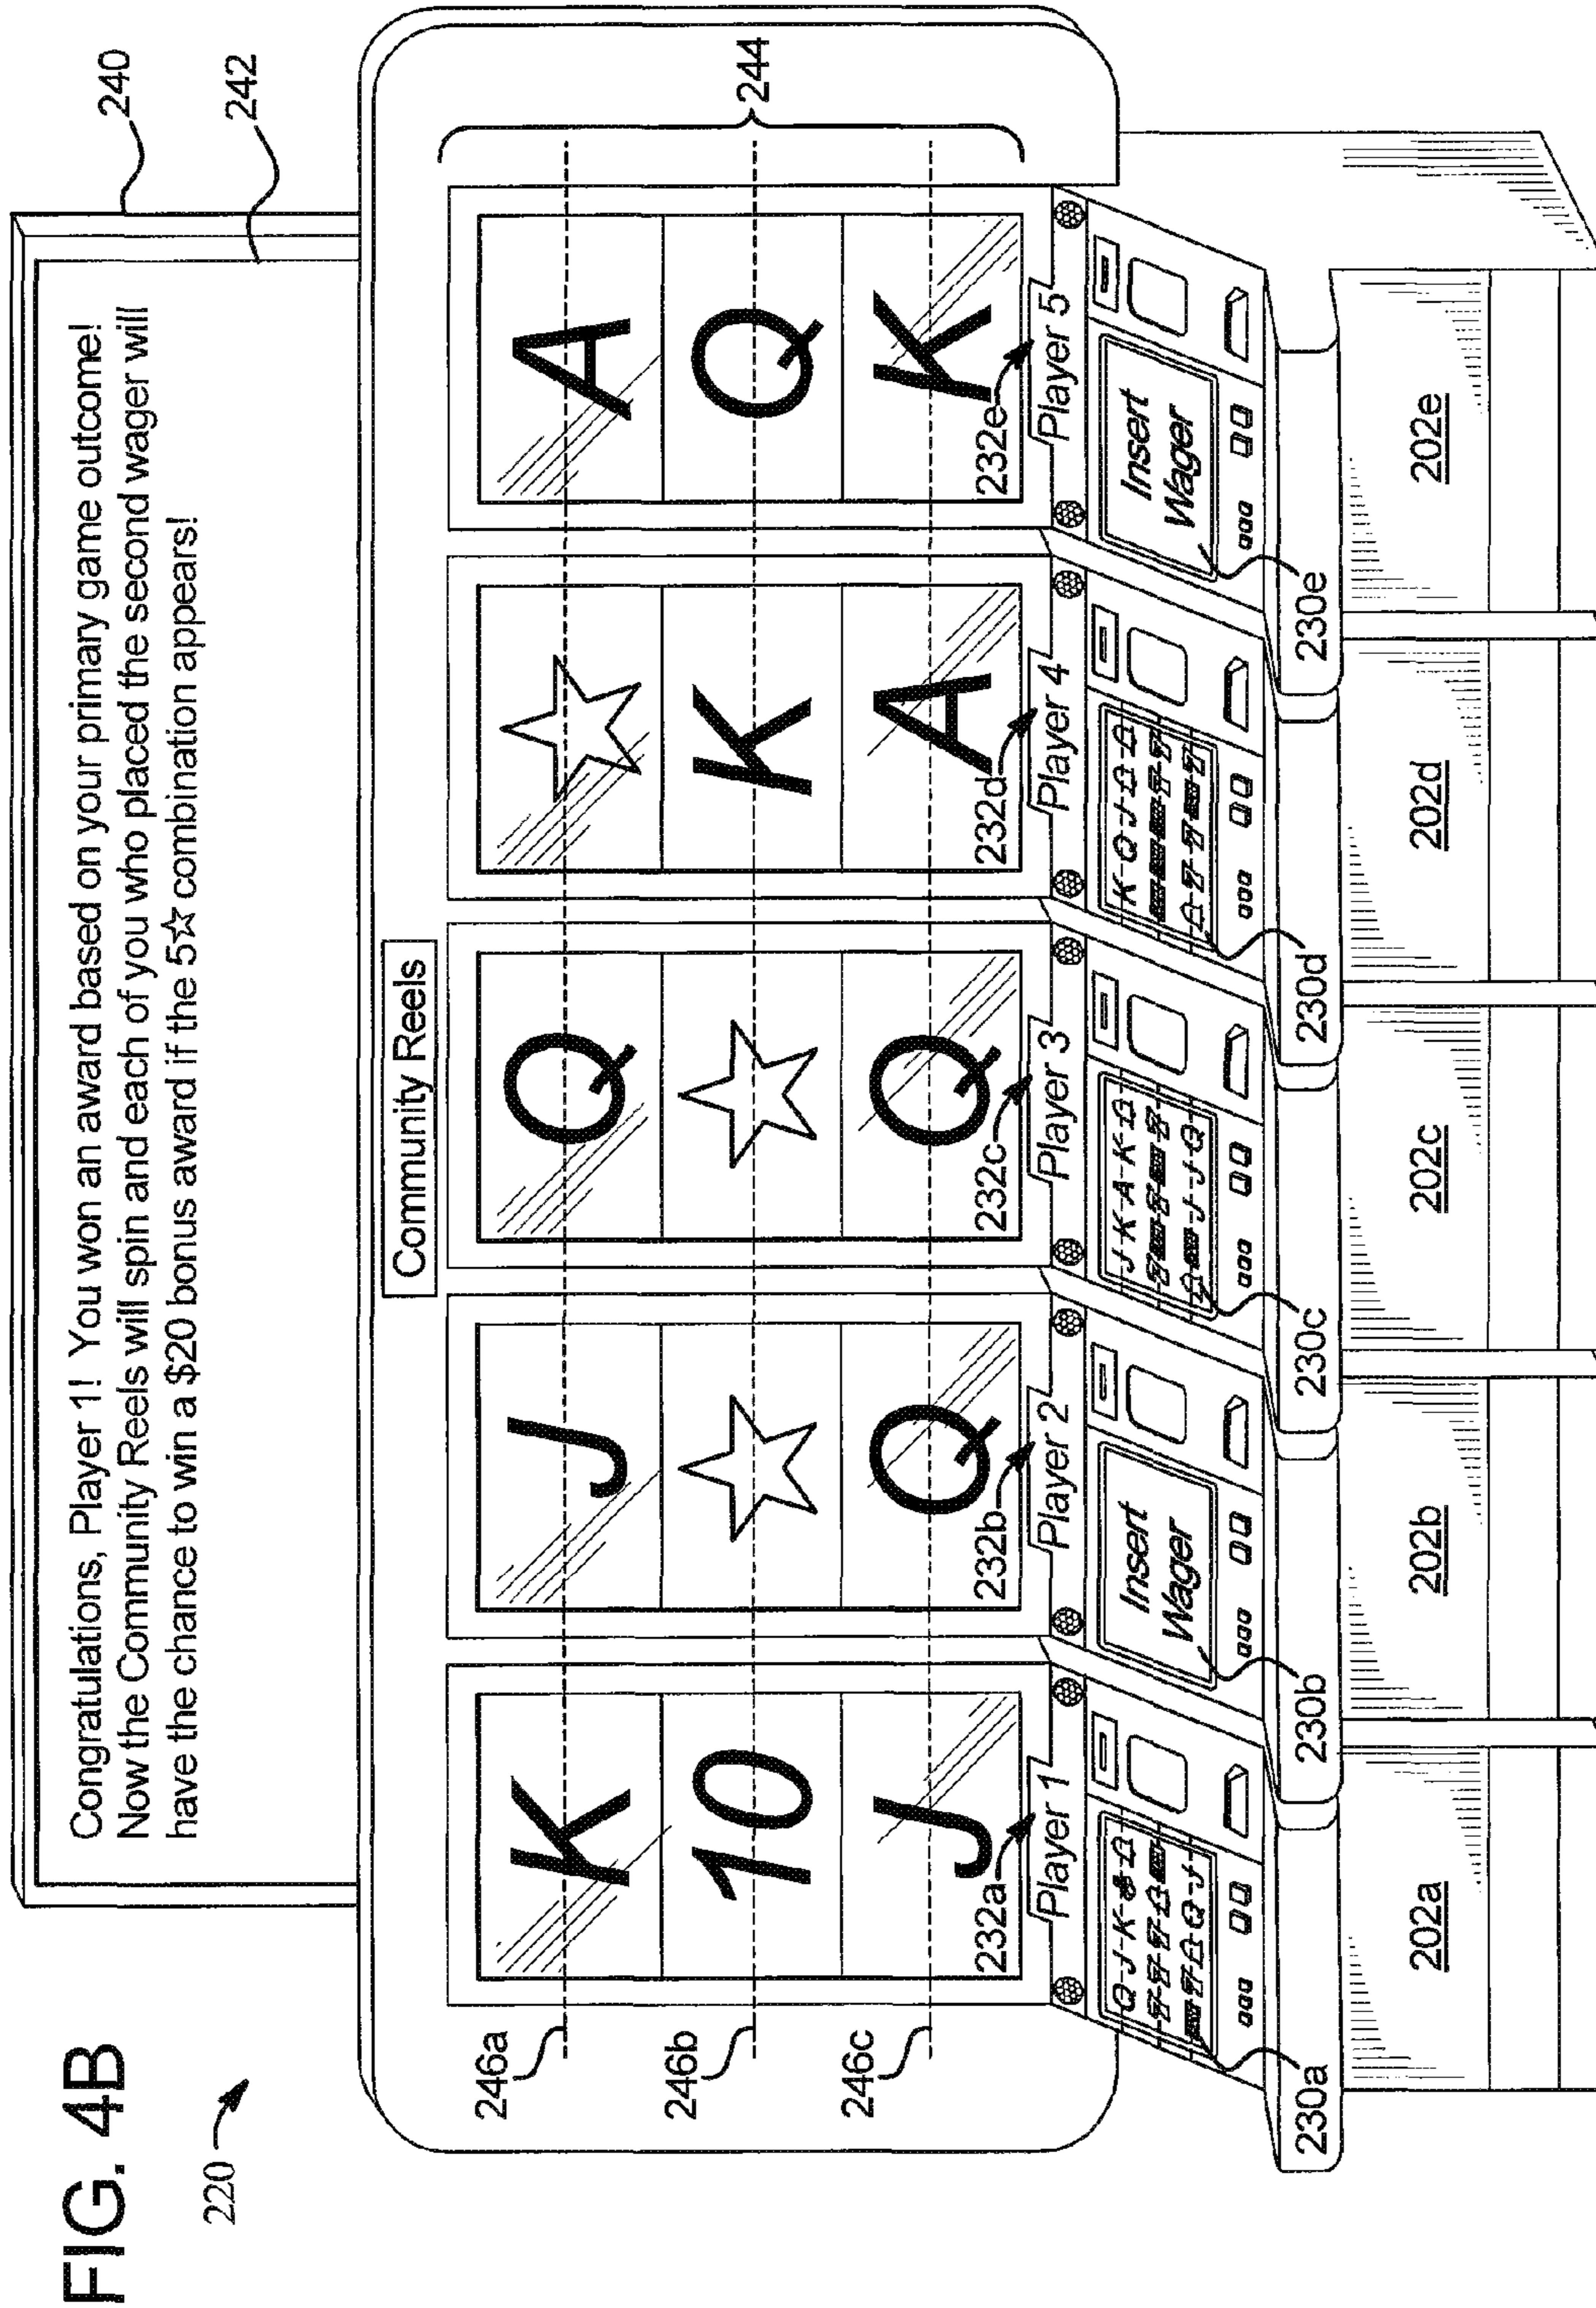 FIG. 4B
220
Congratulations, Player 1! You won an award based on your primary game outcome!
Now the Community Reels will spin and each of you who placed the second wager will
have the chance to win a $20 bonus award if the 5☆ combination appears!
240
242
Community Reels
244
246a
K J Q ☆ A
246b
10 ☆ ☆ K Q
246c
J Q Q A K
232a 232b 232c 232d 232e
Player 1 Player 2 Player 3 Player 4 Player 5
Q J K
Insert
Wager
J K A K
J J Q
K Q J
Insert
Wager
230a 230b 230c 230d 230e
202a 202b 202c 202d 202e